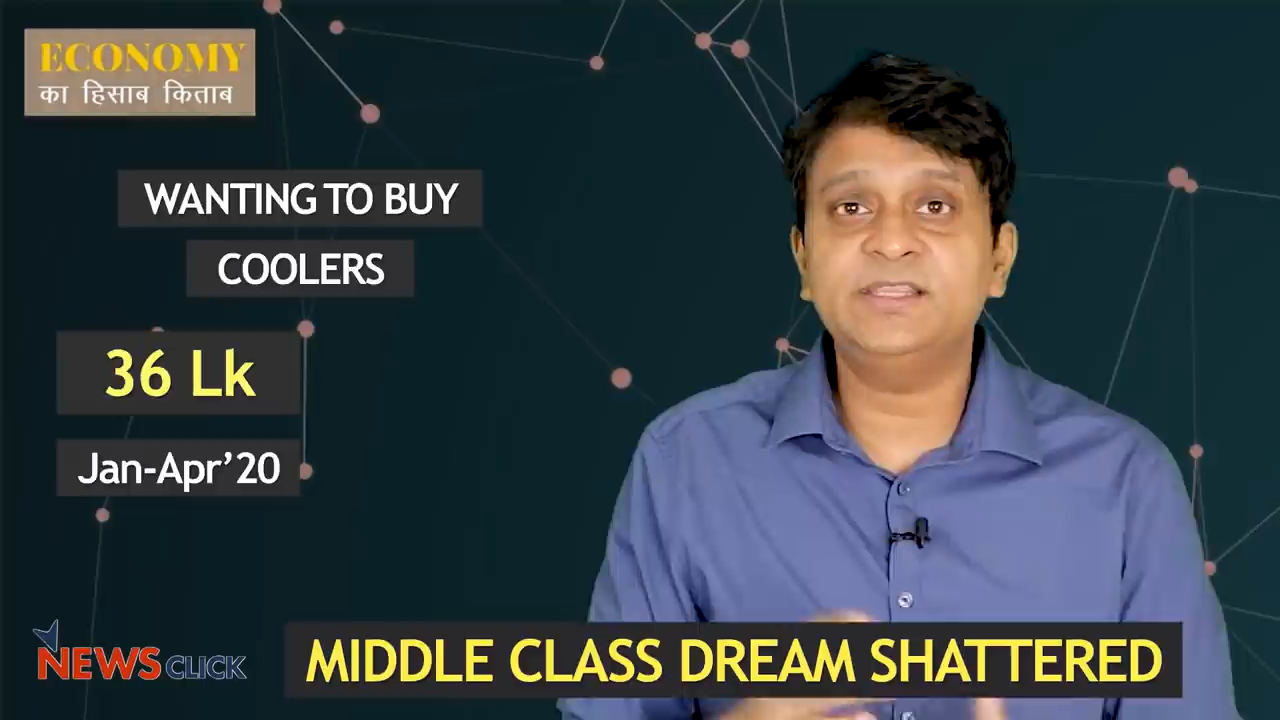 ECONOMY
का हिसाब किताब
WANTING TO BUY
COOLERS
36 Lk
Jan-Apr’20
NEWSCLICK
MIDDLE CLASS DREAM SHATTERED